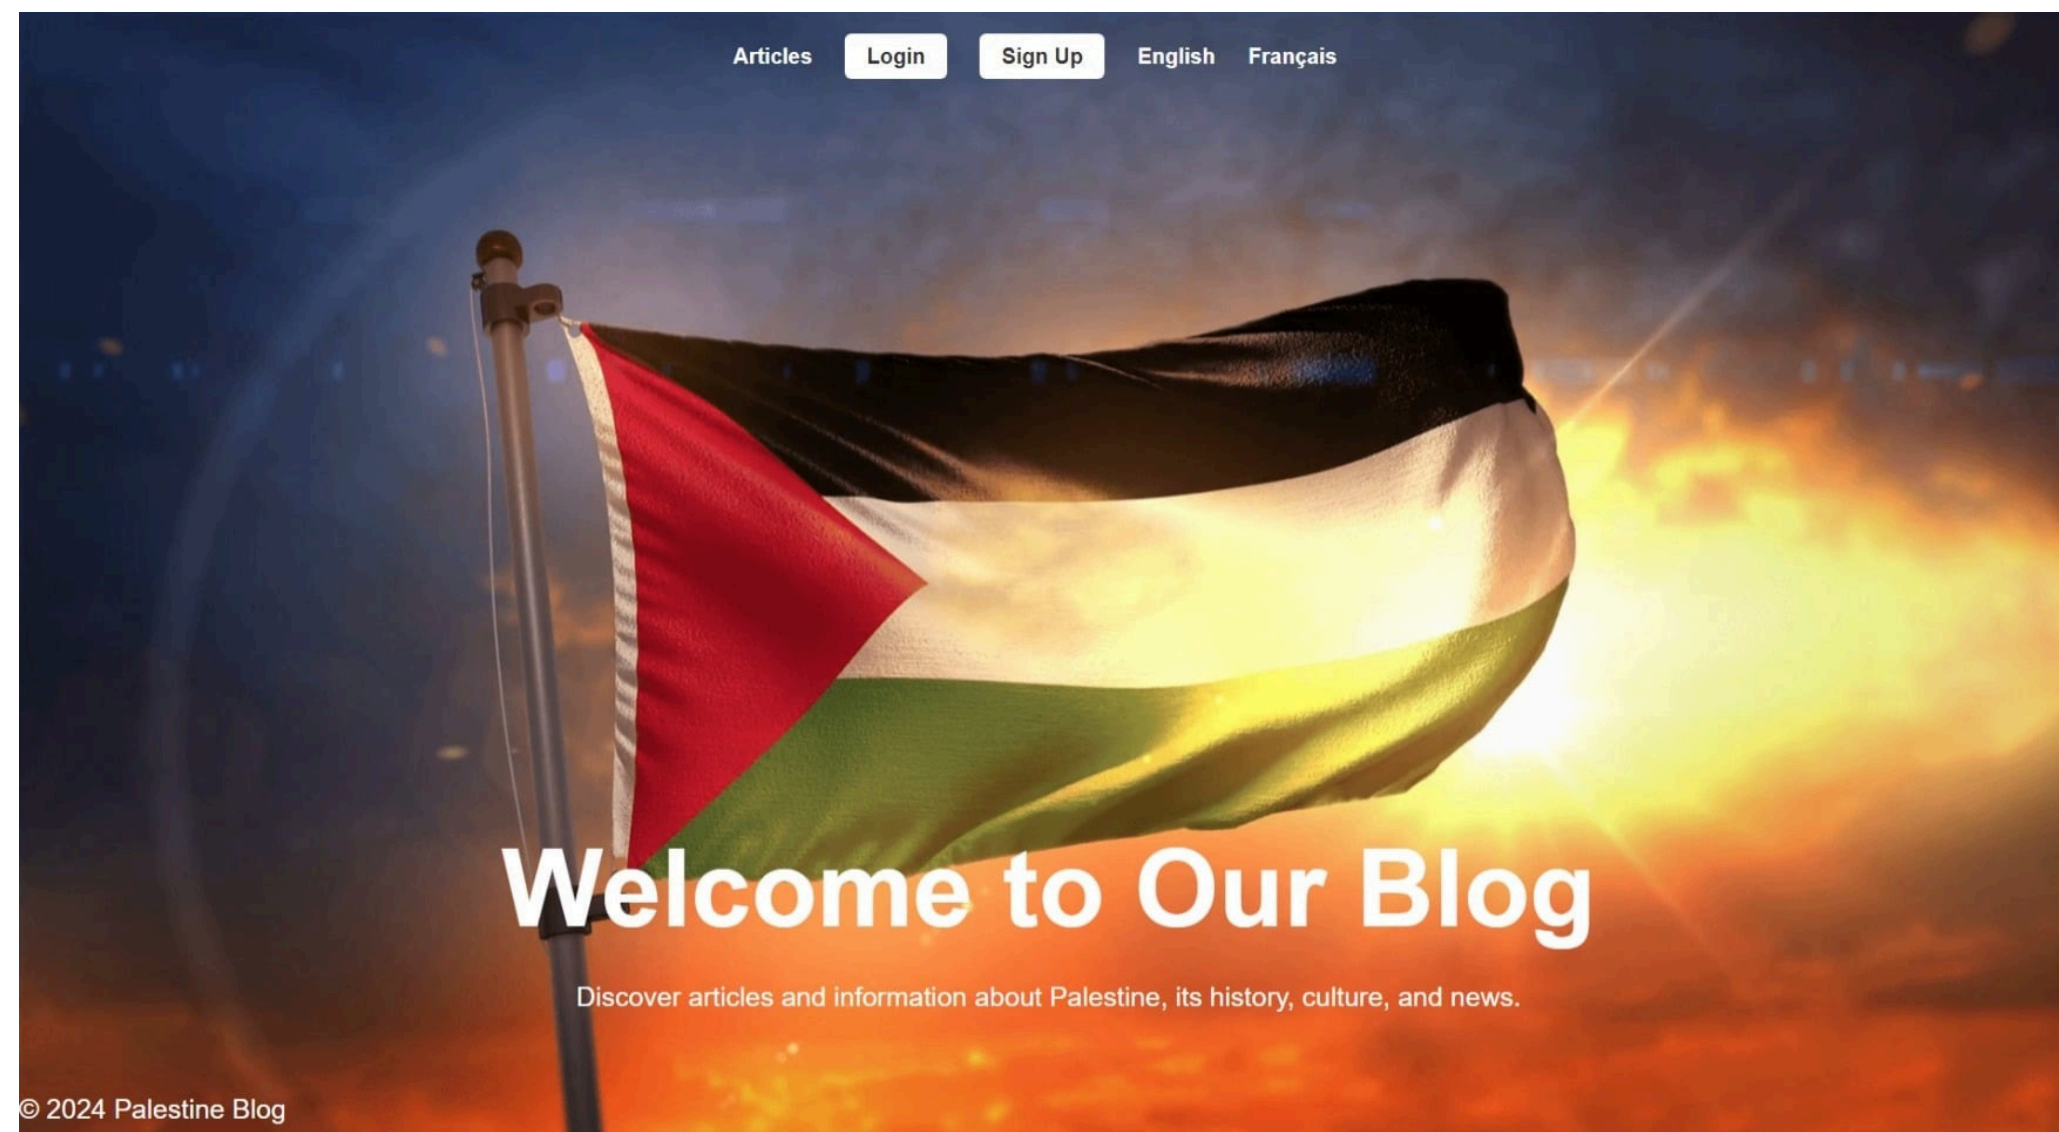 Articles Login Sign Up English Français
Welcome to Our Blog
Discover articles and information about Palestine, its history, culture, and news.
© 2024 Palestine Blog